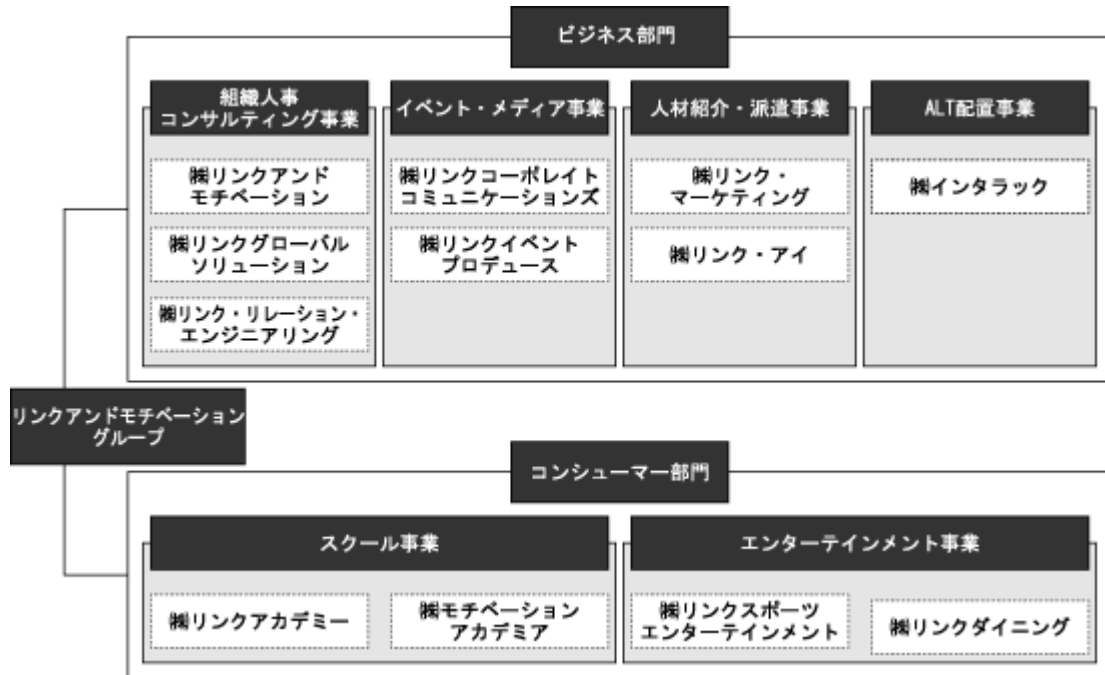 ビジネス部門
組織人事
コンサルティング事業
イベント・メディア事業
人材紹介・派遣事業
ALT配置事業
㈱リンクアンド
モチベーション
㈱リンクグローバル
ソリューション
㈱リンク・リレーション・
エンジニアリング
㈱リンクコーポレイト
コミュニケーションズ
㈱リンクイベント
プロデュース
㈱リンク・
マーケティング
㈱リンク・アイ
㈱インタラック
リンクアンドモチベーション
グループ
コンシューマー部門
スクール事業
エンターテインメント事業
㈱リンクアカデミー
㈱モチベーション
アカデミア
㈱リンクスポーツ
エンターテインメント
㈱リンクダイニング